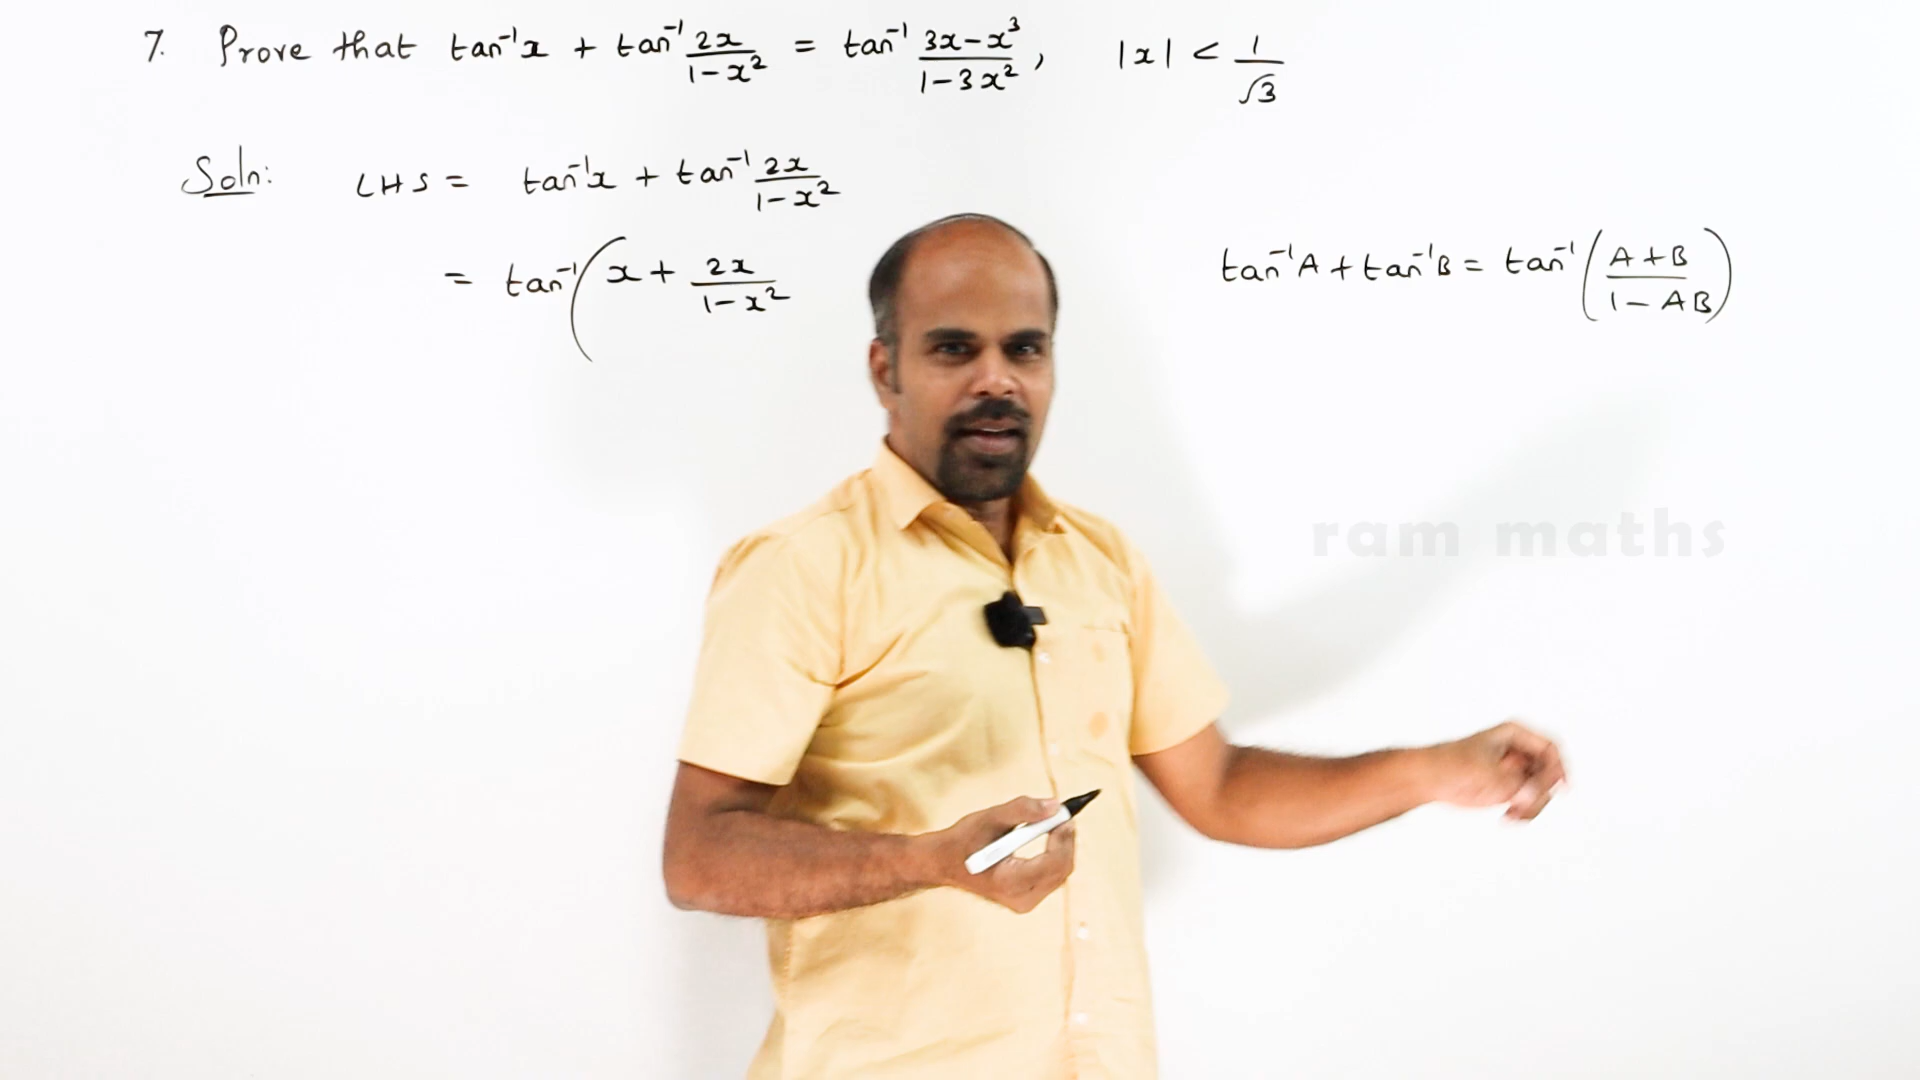 7. Prove that tan⁻¹x + tan⁻¹ 2x/(1-x²) = tan⁻¹ (3x-x³)/(1-3x²), |x| < 1/√3
Soln: LHS = tan⁻¹x + tan⁻¹ 2x/(1-x²)
= tan⁻¹( x + 2x/(1-x²)
tan⁻¹A + tan⁻¹B = tan⁻¹((A+B)/(1-AB))
ram maths